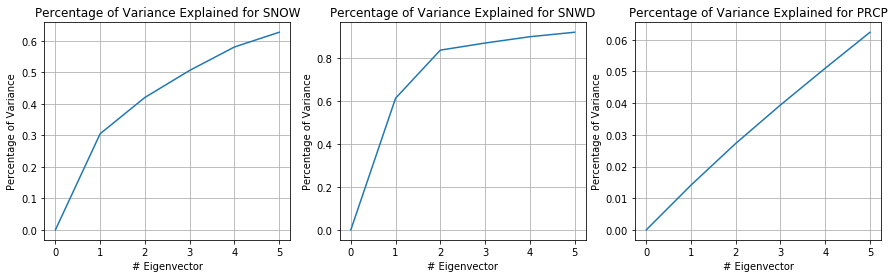 Percentage of Variance Explained for SNOW
Percentage of Variance
0.6
0.5
0.4
0.3
0.2
0.1
0.0
0 1 2 3 4 5
# Eigenvector
Percentage of Variance Explained for SNWD
Percentage of Variance
0.8
0.6
0.4
0.2
0.0
0 1 2 3 4 5
# Eigenvector
Percentage of Variance Explained for PRCP
Percentage of Variance
0.06
0.05
0.04
0.03
0.02
0.01
0.00
0 1 2 3 4 5
# Eigenvector